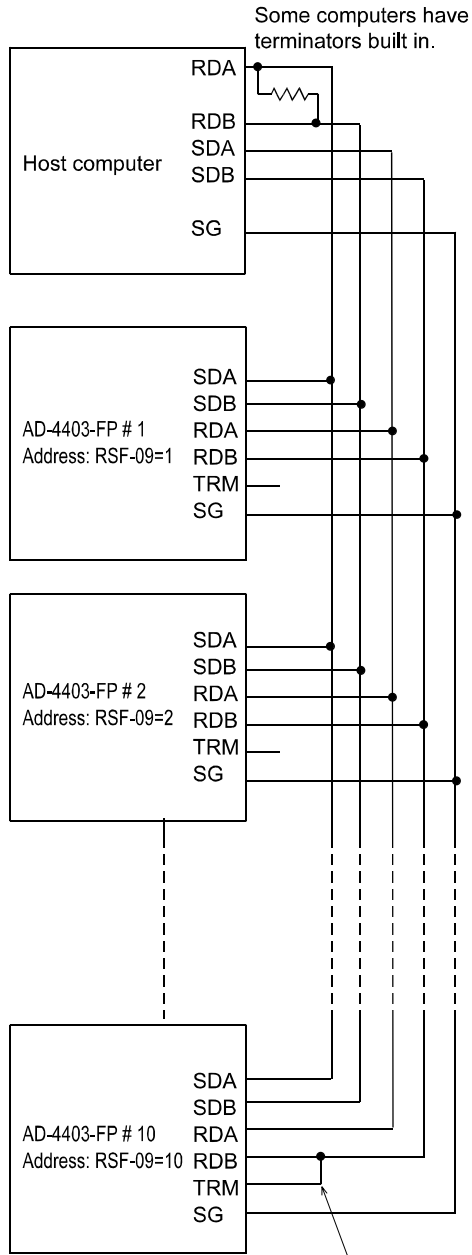 Some computers have
terminators built in.
RDA
RDB
Host computer
SDA
SDB
SG
SDA
SDB
AD-4403-FP # 1
RDA
Address: RSF-09=1
RDB
TRM
SG
SDA
SDB
AD-4403-FP # 2
RDA
Address: RSF-09=2
RDB
TRM
SG
SDA
SDB
AD-4403-FP # 10
RDA
Address: RSF-09=10
RDB
TRM
SG